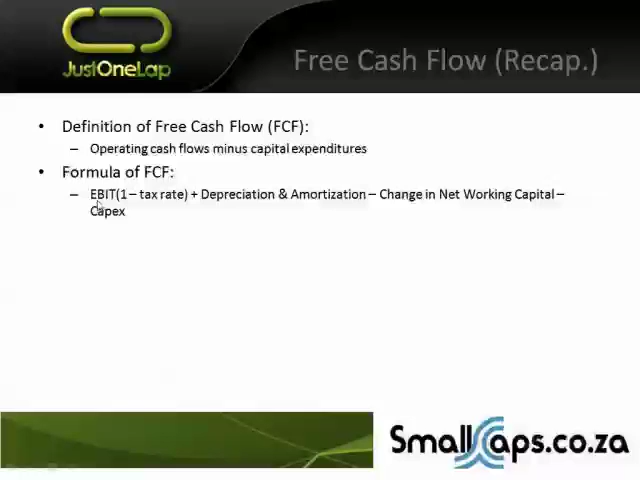 JustOneLap
Free Cash Flow (Recap.)
• Definition of Free Cash Flow (FCF):
– Operating cash flows minus capital expenditures
• Formula of FCF:
– EBIT(1 – tax rate) + Depreciation & Amortization – Change in Net Working Capital –
Capex
SmallCaps.co.za